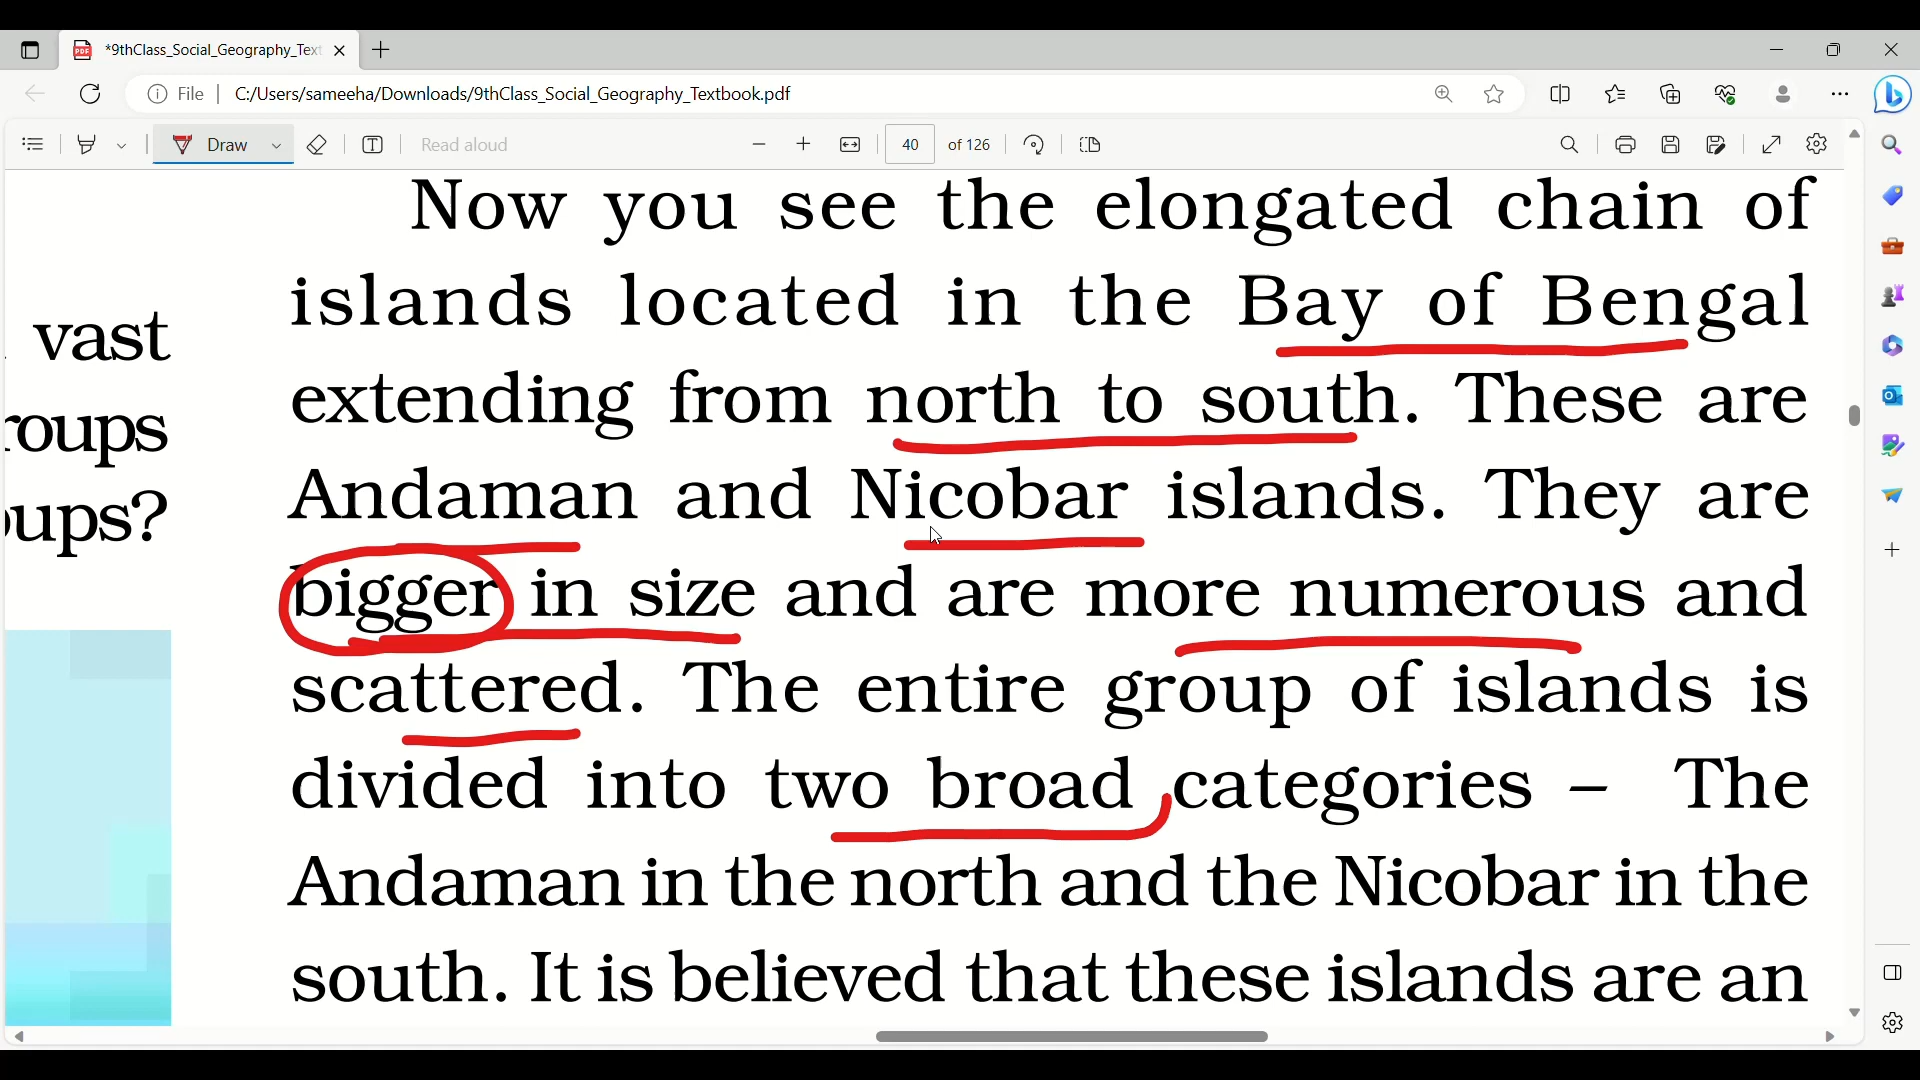 *9thClass_Social_Geography_Text
File
C:/Users/sameeha/Downloads/9thClass_Social_Geography_Textbook.pdf
Draw
Read aloud
40 of 126
vast
roups
oups?
Now you see the elongated chain of
islands located in the Bay of Bengal
extending from north to south. These are
Andaman and Nicobar islands. They are
bigger in size and are more numerous and
scattered. The entire group of islands is
divided into two broad categories – The
Andaman in the north and the Nicobar in the
south. It is believed that these islands are an